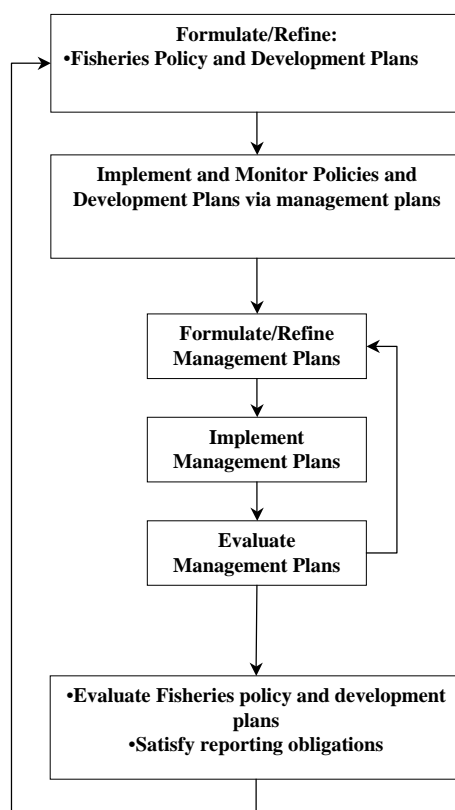 Formulate/Refine:
•Fisheries Policy and Development Plans
Implement and Monitor Policies and
Development Plans via management plans
Formulate/Refine
Management Plans
Implement
Management Plans
Evaluate
Management Plans
•Evaluate Fisheries policy and development
plans
•Satisfy reporting obligations